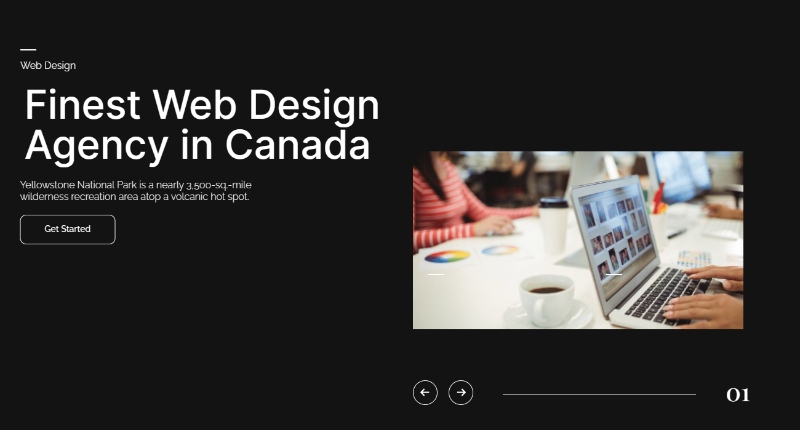 Web Design
Finest Web Design
Agency in Canada
Yellowstone National Park is a nearly 3,500-sq.-mile
wilderness recreation area atop a volcanic hot spot.
Get Started
01